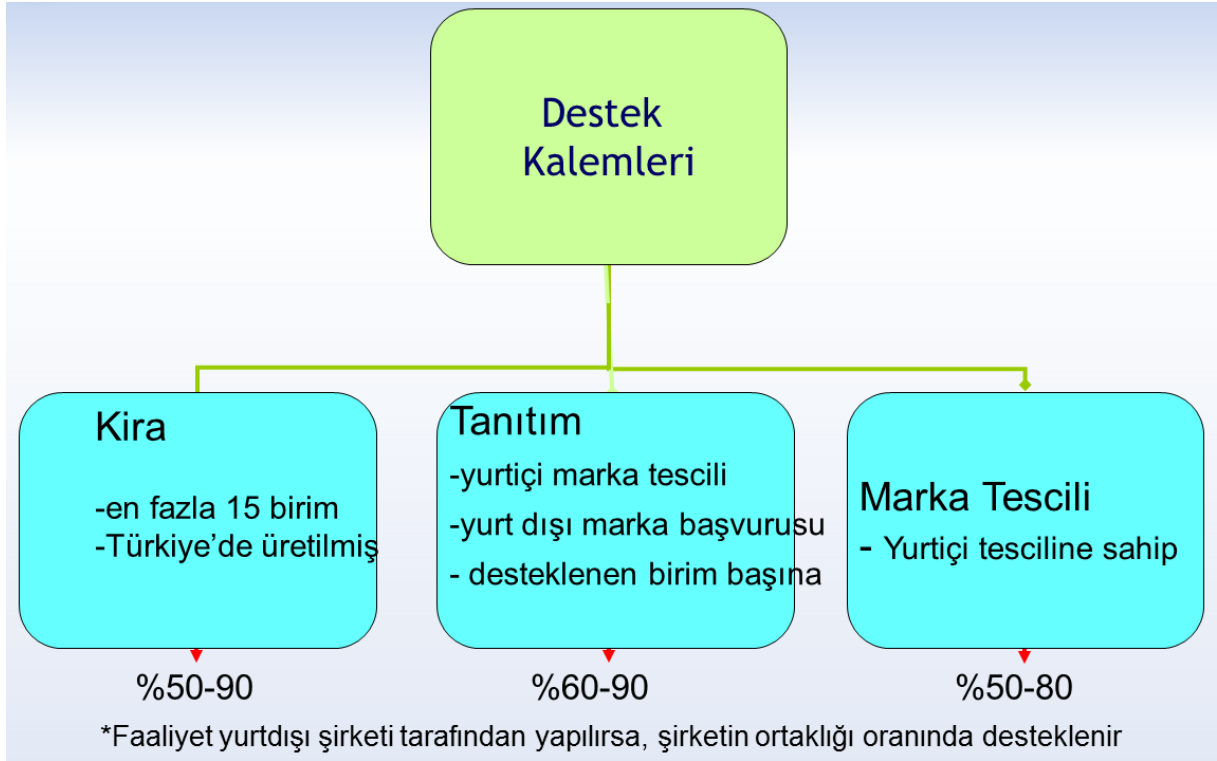 Destek
Kalemleri
Kira
-en fazla 15 birim
-Türkiye’de üretilmiş
%50-90
Tanıtım
-yurtiçi marka tescili
-yurt dışı marka başvurusu
- desteklenen birim başına
%60-90
Marka Tescili
- Yurtiçi tesciline sahip
%50-80
*Faaliyet yurtdışı şirketi tarafından yapılırsa, şirketin ortaklığı oranında desteklenir